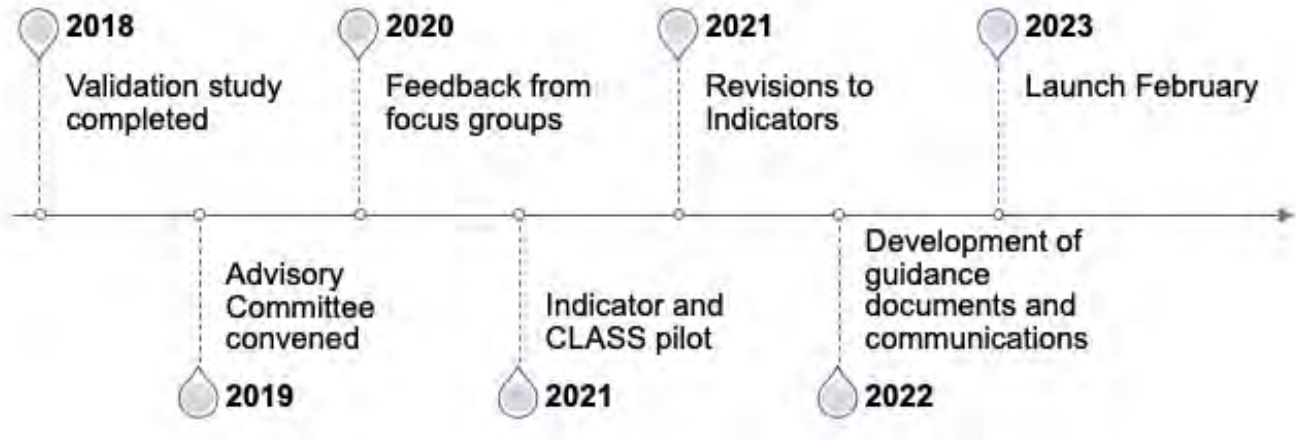 2018
Validation study
completed
2020
Feedback from
focus groups
2021
Revisions to
Indicators
2023
Launch February
Advisory
Committee
convened
2019
Indicator and
CLASS pilot
2021
Development of
guidance
documents and
communications
2022